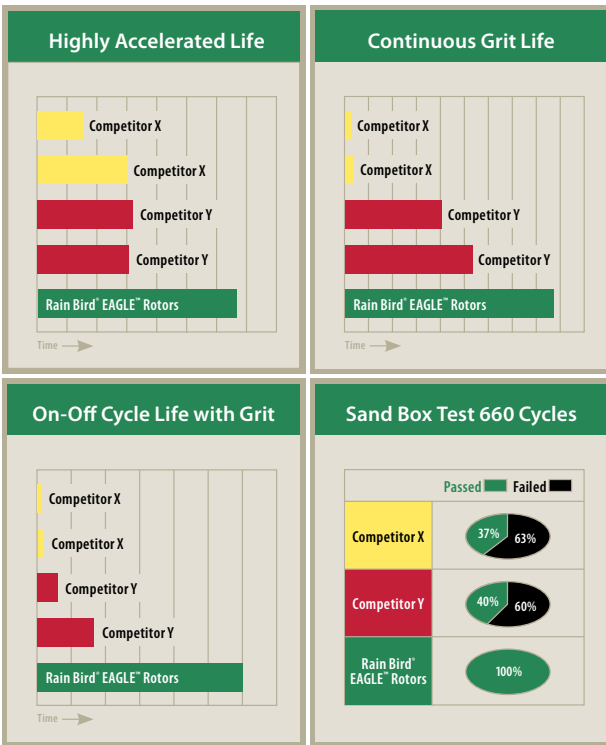 Highly Accelerated Life
Competitor X
Competitor X
Competitor Y
Competitor Y
Rain Bird® EAGLE™ Rotors
Time
Continuous Grit Life
Competitor X
Competitor X
Competitor Y
Competitor Y
Rain Bird® EAGLE™ Rotors
Time
On-Off Cycle Life with Grit
Competitor X
Competitor X
Competitor Y
Competitor Y
Rain Bird® EAGLE™ Rotors
Time
Sand Box Test 660 Cycles
Passed Failed
Competitor X
37% 63%
Competitor Y
40% 60%
Rain Bird®
EAGLE™ Rotors
100%